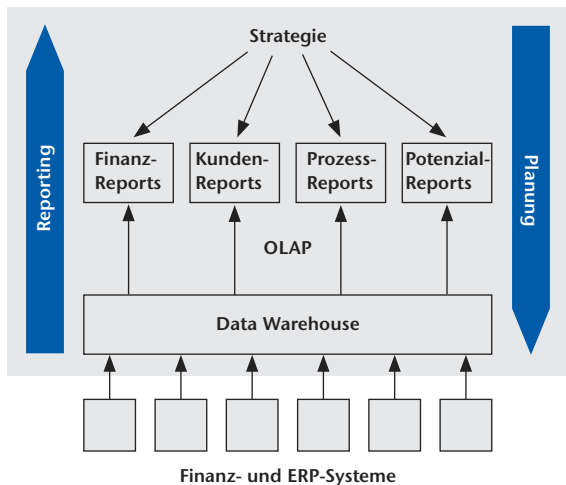 Strategie
Reporting
Finanz-
Reports
Kunden-
Reports
Prozess-
Reports
Potenzial-
Reports
Planung
OLAP
Data Warehouse
Finanz- und ERP-Systeme